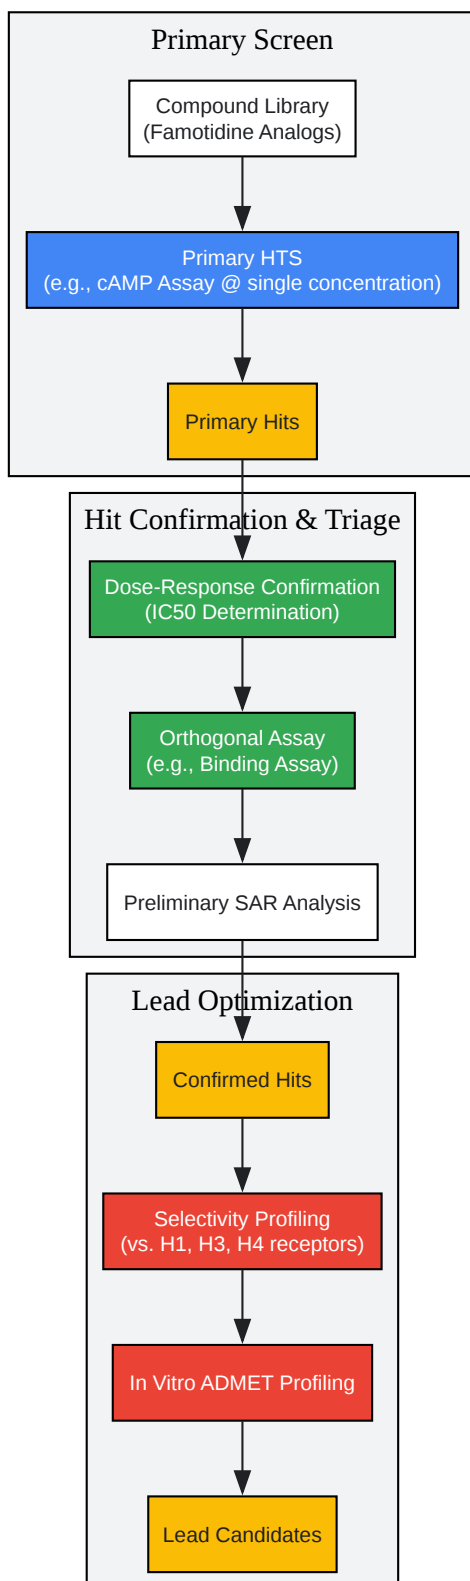 Primary Screen
Compound Library
(Famotidine Analogs)
Primary HTS
(e.g., cAMP Assay @ single concentration)
Primary Hits
Hit Confirmation & Triage
Dose-Response Confirmation
(IC50 Determination)
Orthogonal Assay
(e.g., Binding Assay)
Preliminary SAR Analysis
Lead Optimization
Confirmed Hits
Selectivity Profiling
(vs. H1, H3, H4 receptors)
In Vitro ADMET Profiling
Lead Candidates